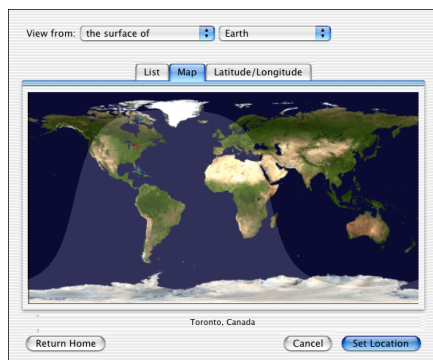 View from: the surface of Earth
List Map Latitude/Longitude
Toronto, Canada
Return Home Cancel Set Location